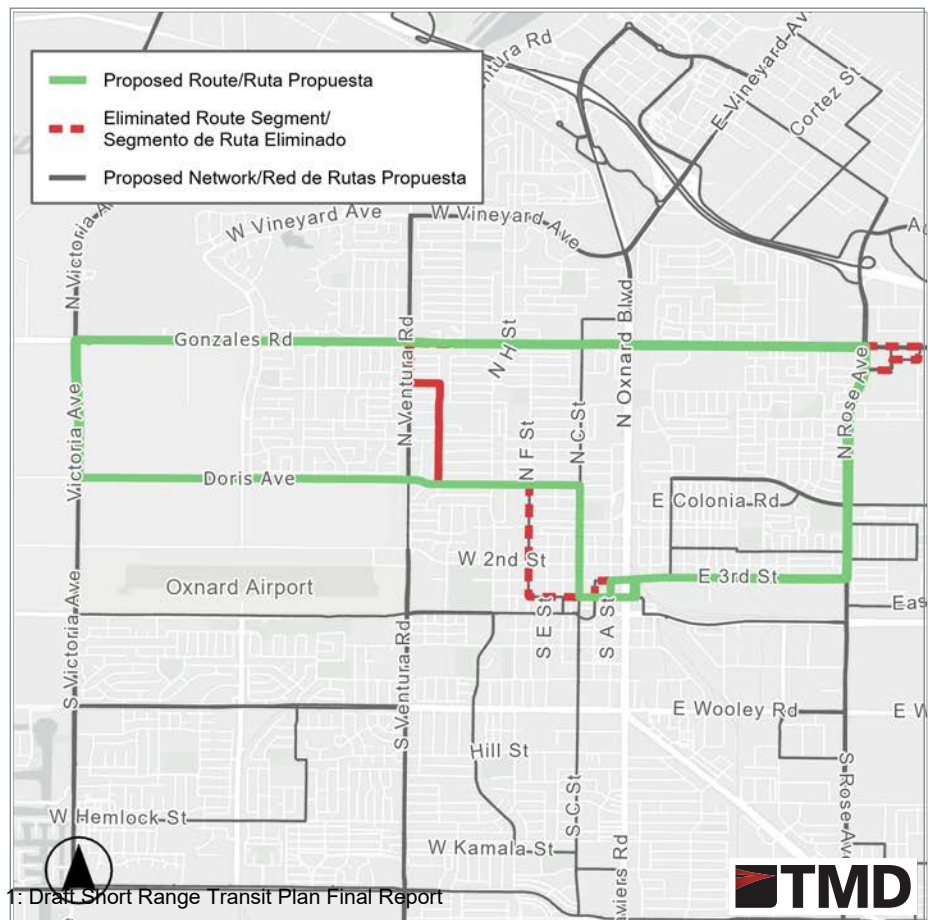 Proposed Route/Ruta Propuesta
Eliminated Route Segment/
Segmento de Ruta Eliminado
Proposed Network/Red de Rutas Propuesta
ntura Rd
E Vineyard Av
Cortez St
N Victoria A
W Vineyard Ave
W Vineyard Ave
N Oxnard Blvd
Gonzales Rd
N Ventura Rd
N H St
N C St
N Rose Ave
Victoria Ave
Doris Ave
N F St
E Colonia Rd
W 2nd St
Oxnard Airport
E 3rd St
Eas
S Victoria Ave
S E St
S A St
S Ventura Rd
E Wooley Rd
E W
Hill St
S C St
S Rose Ave
W Hemlock St
W Kamala St
aviers Rd
1: Draft Short Range Transit Plan Final Report
TMD